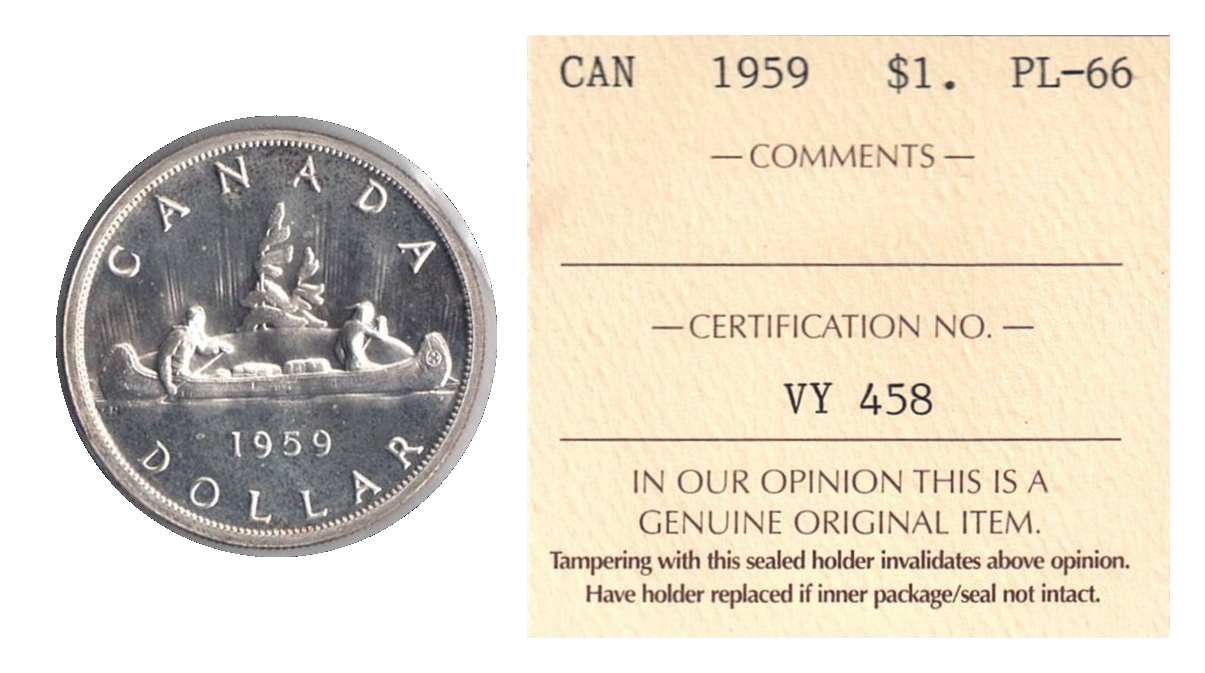 CANADA
1959
DOLLAR
CAN 1959 $1. PL-66
— COMMENTS —
— CERTIFICATION NO. —
VY 458
IN OUR OPINION THIS IS A
GENUINE ORIGINAL ITEM.
Tampering with this sealed holder invalidates above opinion.
Have holder replaced if inner package/seal not intact.